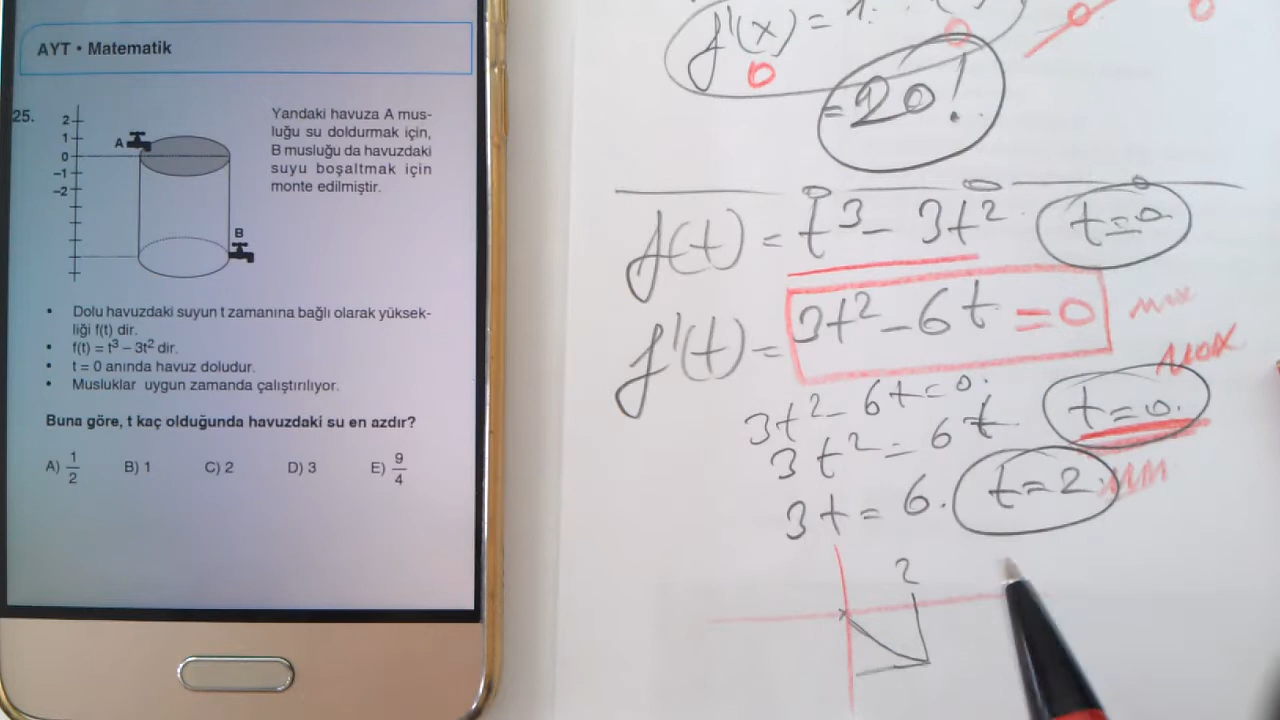 AYT • Matematik
25.
2
1
0
-1
-2
A
B
Yandaki havuza A mus-
luğu su doldurmak için,
B musluğu da havuzdaki
suyu boşaltmak için
monte edilmiştir.
• Dolu havuzdaki suyun t zamanına bağlı olarak yüksek-
liği f(t) dir.
• f(t) = t³ – 3t² dir.
• t = 0 anında havuz doludur.
• Musluklar uygun zamanda çalıştırılıyor.
Buna göre, t kaç olduğunda havuzdaki su en azdır?
A) 1/2 B) 1 C) 2 D) 3 E) 9/4
f'(x) = 1.
0
= 20!
f(t) = t³ - 3t² t=0
f'(t) = 3t² - 6t = 0 max
max
3t² - 6t = 0. t=0.
3t² = 6t
3t = 6. t=2.
2